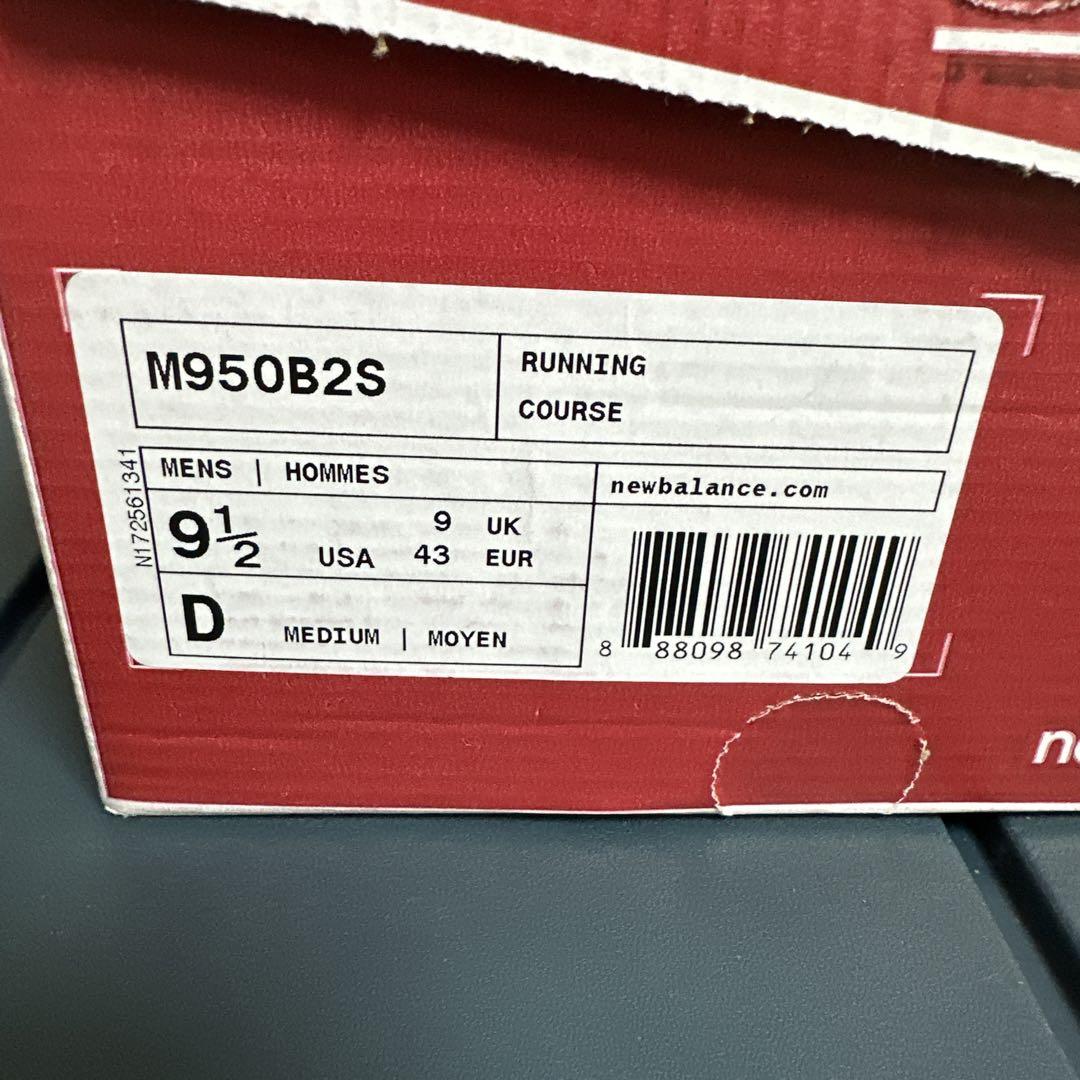 M950B2S
RUNNING
COURSE
MENS | HOMMES
9½ USA
9 UK
43 EUR
D MEDIUM | MOYEN
N172561341
newbalance.com
8 88098 74104 9